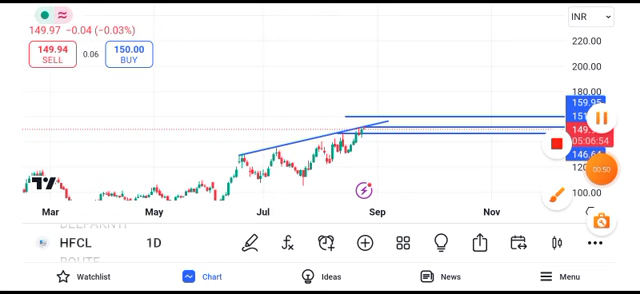 INR
149.97 −0.04 (−0.03%)
149.94
SELL
0.06
150.00
BUY
220.00
200.00
180.00
159.95
149.
05:06:54
146.64
00:50
100.00
Mar
May
Jul
Sep
Nov
HFCL
1D
ROUTE
Watchlist
Chart
Ideas
News
Menu